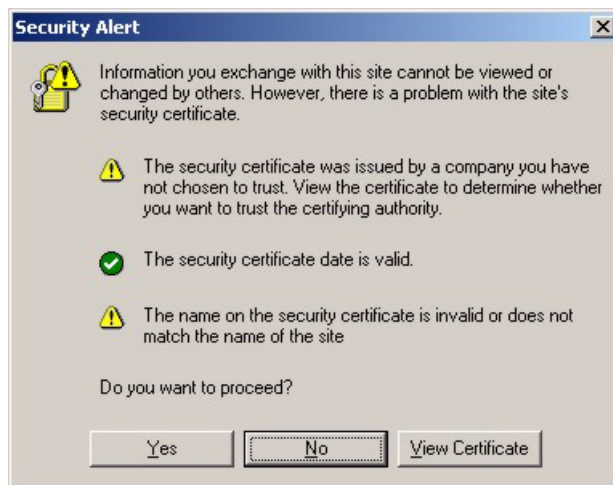 Security Alert
Information you exchange with this site cannot be viewed or
changed by others. However, there is a problem with the site's
security certificate.
The security certificate was issued by a company you have
not chosen to trust. View the certificate to determine whether
you want to trust the certifying authority.
The security certificate date is valid.
The name on the security certificate is invalid or does not
match the name of the site
Do you want to proceed?
Yes
No
View Certificate